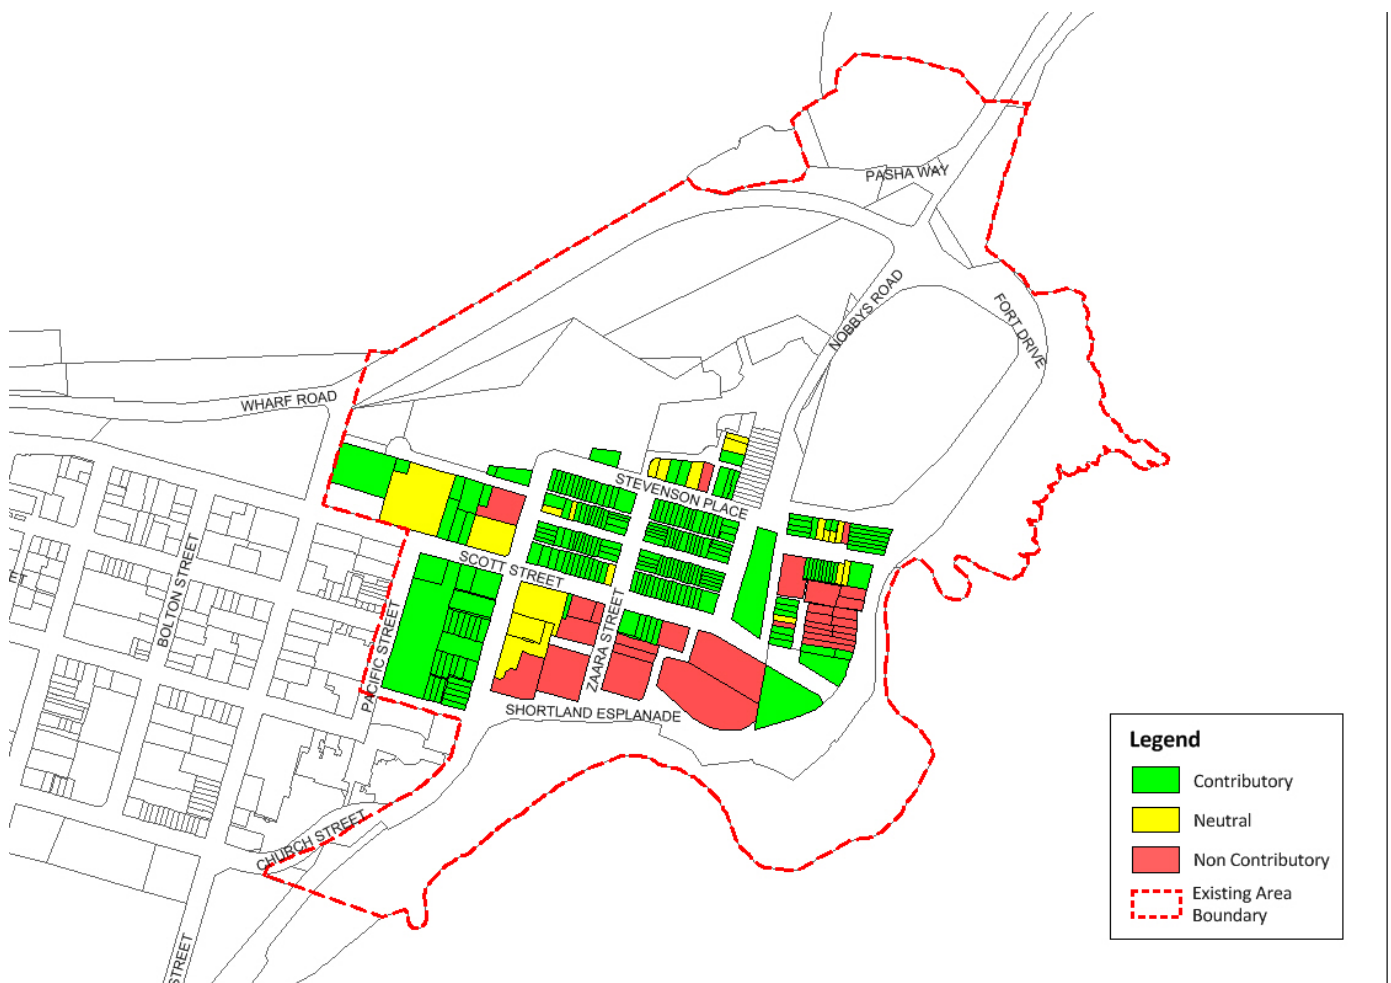 PASHA WAY
NOBBYS ROAD
FORT DRIVE
WHARF ROAD
STEVENSON PLACE
SCOTT STREET
BOLTON STREET
ET
PACIFIC STREET
ZAARA STREET
SHORTLAND ESPLANADE
CHURCH STREET
STREET
Legend
Contributory
Neutral
Non Contributory
Existing Area
Boundary